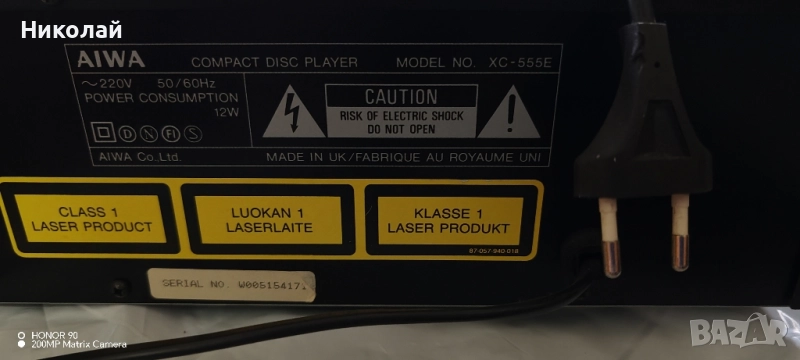 Николай
AIWA COMPACT DISC PLAYER MODEL NO. XC-555E
~220V 50/60Hz
POWER CONSUMPTION
12W
D N FI S
AIWA Co.,Ltd.
CAUTION
RISK OF ELECTRIC SHOCK
DO NOT OPEN
MADE IN UK/FABRIQUE AU ROYAUME UNI
CLASS 1
LASER PRODUCT
LUOKAN 1
LASERLAITE
KLASSE 1
LASER PRODUKT
87-057-940 018
SERIAL NO. W00515417.
HONOR 90
200MP Matrix Camera
BAZAR